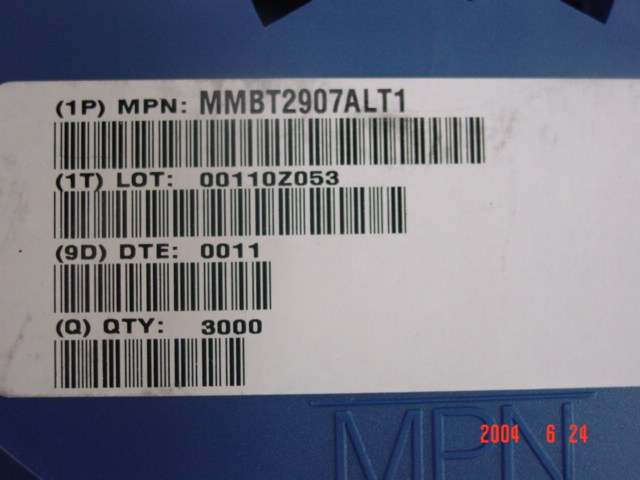 (1P) MPN: MMBT2907ALT1
(1T) LOT: 00110Z053
(9D) DTE: 0011
(Q) QTY: 3000
MPN
2004 6 24